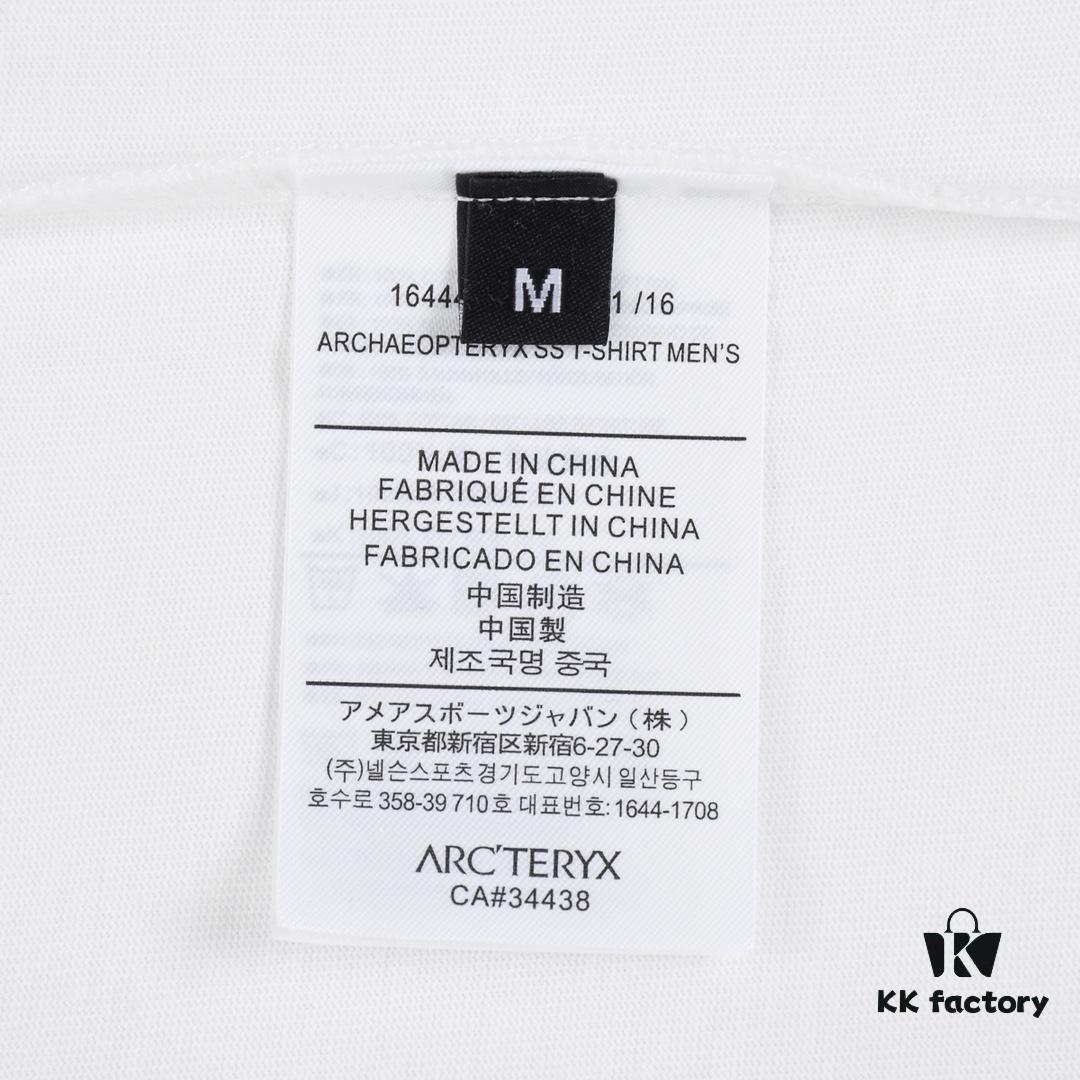 M
1644 1 /16
ARCHAEOPTERYX SS T-SHIRT MEN'S
MADE IN CHINA
FABRIQUÉ EN CHINE
HERGESTELLT IN CHINA
FABRICADO EN CHINA
中国制造
中国製
제조국명 중국
アメアスポーツジャバン（株）
東京都新宿区新宿6-27-30
(주)넬슨스포츠경기도고양시일산등구
호수로 358-39 710호 대표번호: 1644-1708
ARC'TERYX
CA#34438
KK factory